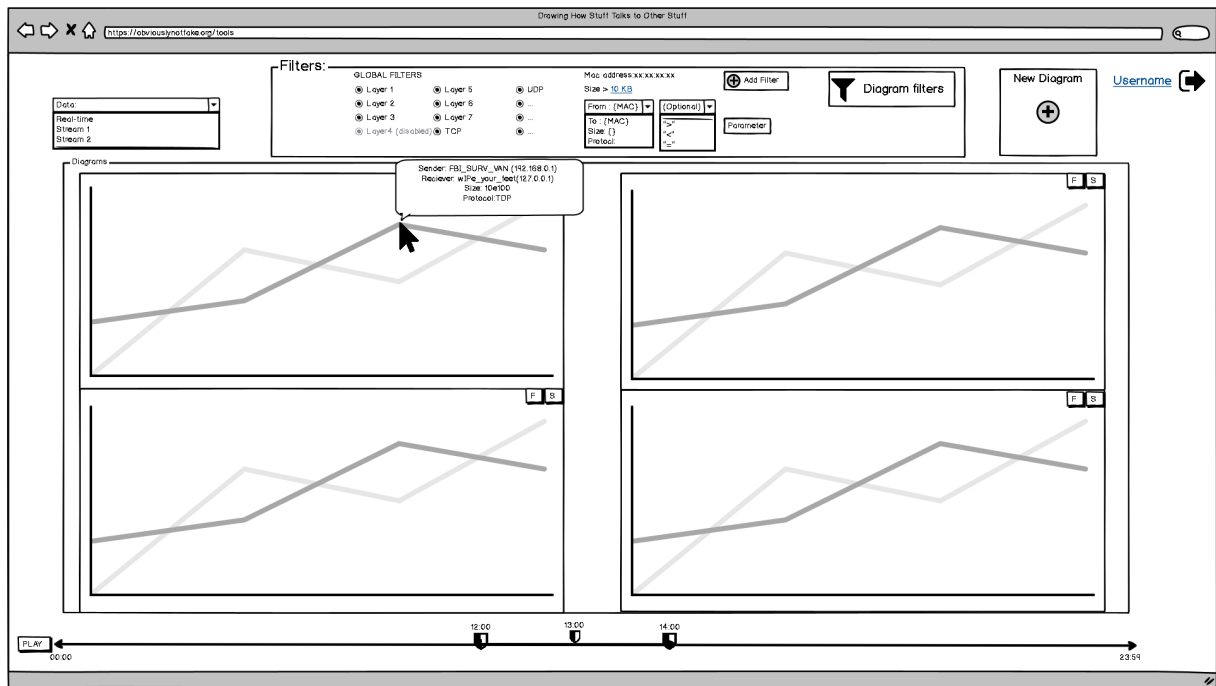 Drawing How Stuff Talks to Other Stuff
https://obviouslynotfake.org/tools
Filters:
GLOBAL FILTERS
Layer 1
Layer 5
UDP
Layer 2
Layer 6
...
Layer 3
Layer 7
...
Layer4 (disabled)
TCP
...
Mac address:xx:xx:xx:xx
Size > 10 KB
Add Filter
From : {MAC}
(Optional)
To : {MAC}
Size: {}
Protocl:
">"
"<"
"="
Parameter
Diagram filters
New Diagram
Username
Data:
Real-time
Stream 1
Stream 2
Diagrams
Sender: FBI_SURV_VAN (192.168.0.1)
Reciever: wIPe_your_feet(127.0.0.1)
Size: 10e100
Protocol:TDP
F S
F S
F S
12:00
13:00
14:00
PLAY
00:00
23:59